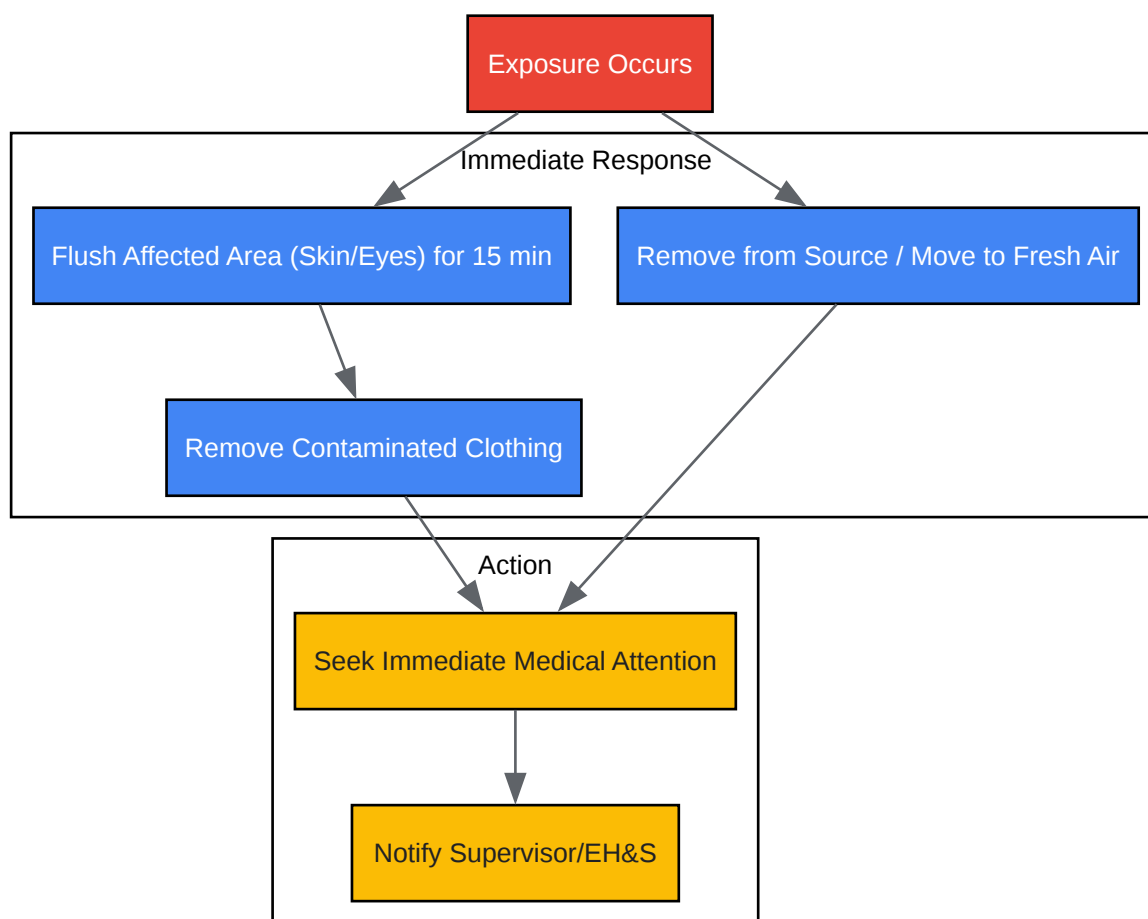 Exposure Occurs
Immediate Response
Flush Affected Area (Skin/Eyes) for 15 min
Remove from Source / Move to Fresh Air
Remove Contaminated Clothing
Action
Seek Immediate Medical Attention
Notify Supervisor/EH&S